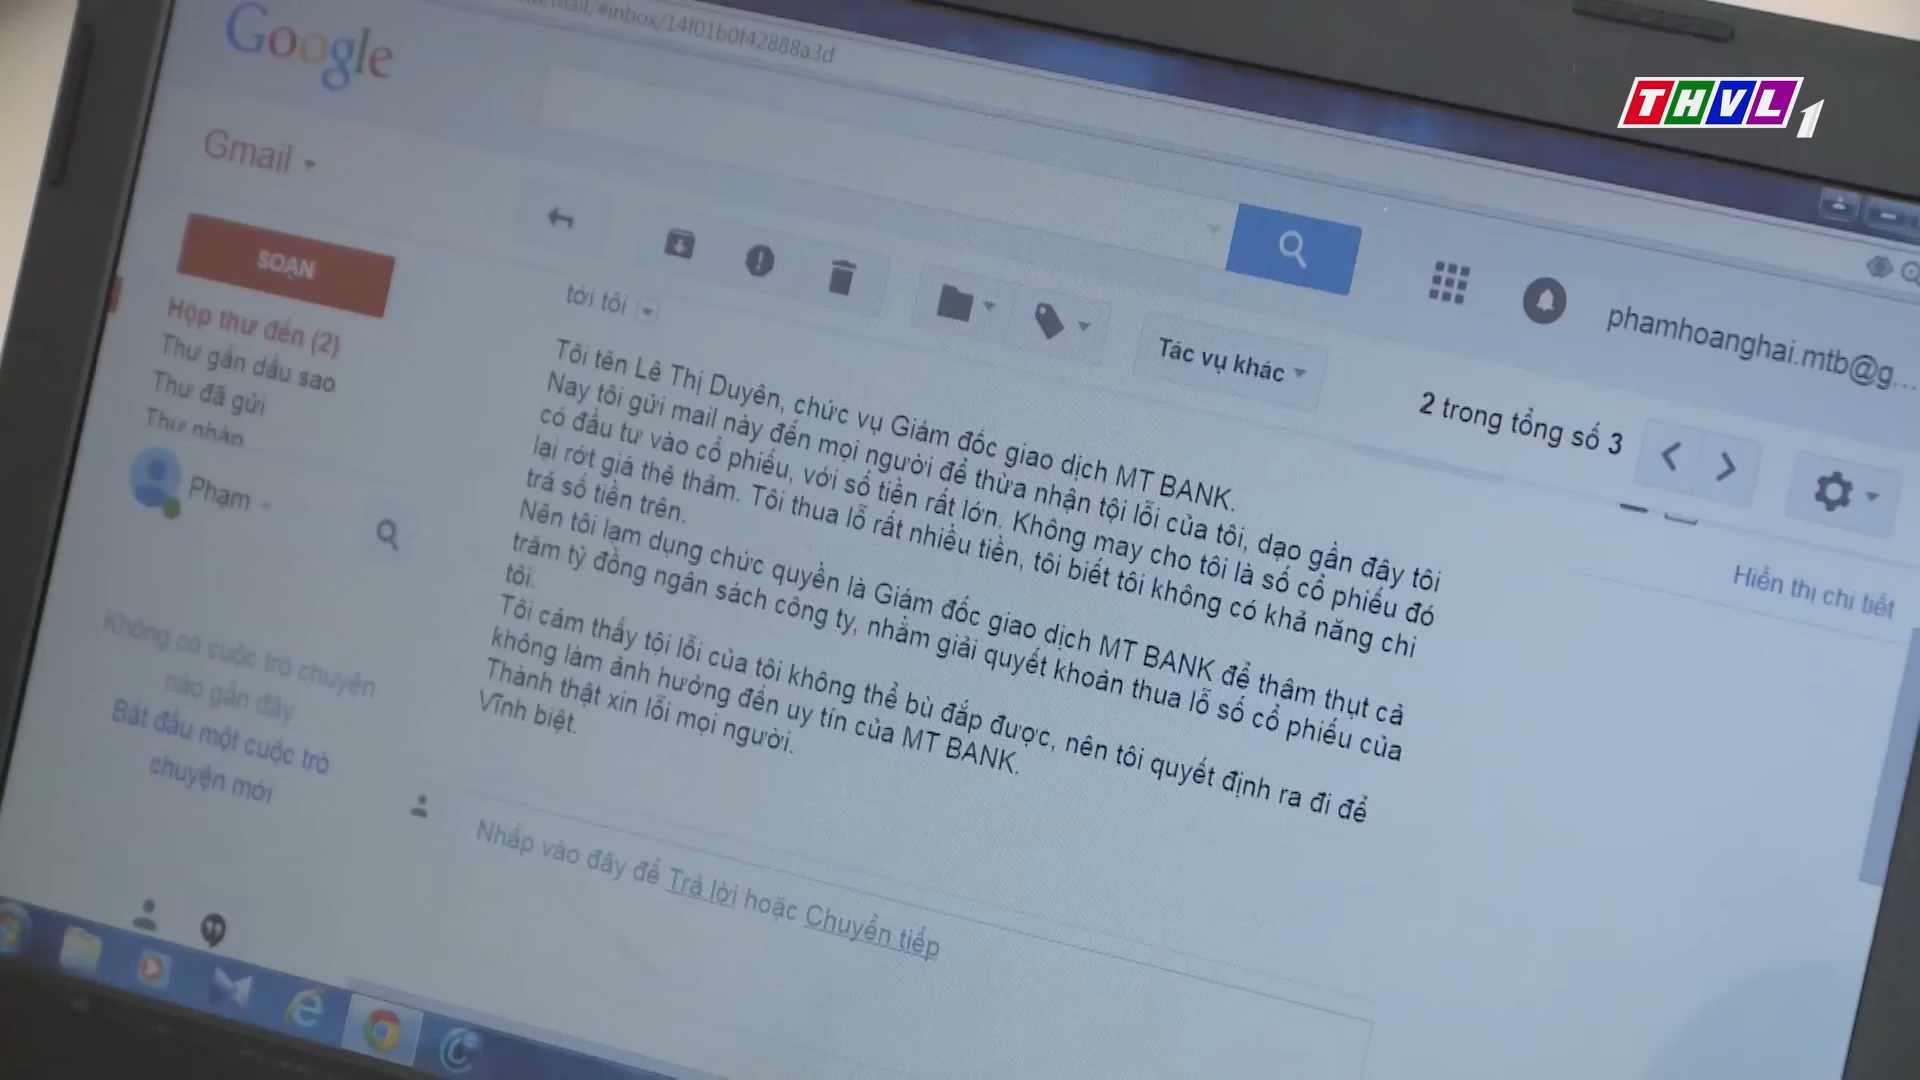 mail/#inbox/14f01b0f42888a3d
Google
THVL1
Gmail
SOẠN
Hộp thư đến (2)
Thư gắn dấu sao
Thư đã gửi
Thư nháp
Phạm
Không có cuộc trò chuyện
nào gần đây
Bắt đầu một cuộc trò
chuyện mới
Tác vụ khác
phamhoanghai.mtb@g...
2 trong tổng số 3
Hiển thị chi tiết
tới tôi
Tôi tên Lê Thị Duyên, chức vụ Giám đốc giao dịch MT BANK.
Nay tôi gửi mail này đến mọi người để thừa nhận tội lỗi của tôi, dạo gần đây tôi
có đầu tư vào cổ phiếu, với số tiền rất lớn. Không may cho tôi là số cổ phiếu đó
lại rớt giá thê thảm. Tôi thua lỗ rất nhiều tiền, tôi biết tôi không có khả năng chi
trả số tiền trên.
Nên tôi lạm dụng chức quyền là Giám đốc giao dịch MT BANK để thâm thụt cả
trăm tỷ đồng ngân sách công ty, nhằm giải quyết khoản thua lỗ số cổ phiếu của
tôi.
Tôi cảm thấy tội lỗi của tôi không thể bù đắp được, nên tôi quyết định ra đi để
không làm ảnh hưởng đến uy tín của MT BANK.
Thành thật xin lỗi mọi người.
Vĩnh biệt.
Nhấp vào đây để Trả lời hoặc Chuyển tiếp